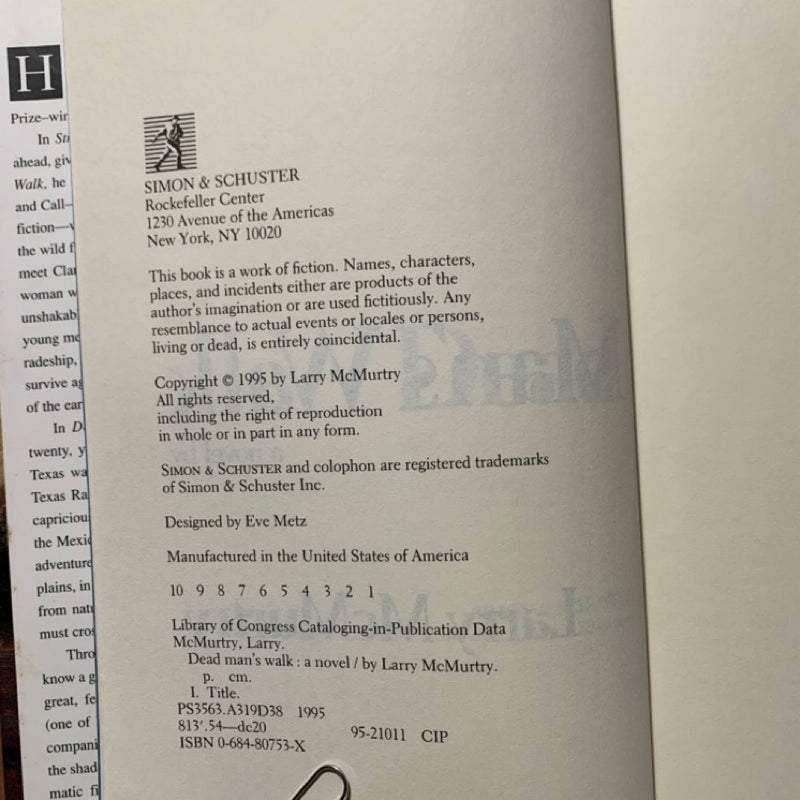 H
Prize-win
In Str
ahead, giv
Walk, he
and Call-
fiction—
the wild f
meet Clar
woman w
unshakab
young me
radeship,
survive ag
of the ear
In D
twenty, y
Texas wa
Texas Ra
capriciou
the Mexic
adventure
plains, in
from natu
must cros
Thro
know a g
great, fe
(one of
compani
the shad
matic fi
SIMON & SCHUSTER
Rockefeller Center
1230 Avenue of the Americas
New York, NY 10020
This book is a work of fiction. Names, characters,
places, and incidents either are products of the
author's imagination or are used fictitiously. Any
resemblance to actual events or locales or persons,
living or dead, is entirely coincidental.
Copyright © 1995 by Larry McMurtry
All rights reserved,
including the right of reproduction
in whole or in part in any form.
SIMON & SCHUSTER and colophon are registered trademarks
of Simon & Schuster Inc.
Designed by Eve Metz
Manufactured in the United States of America
10 9 8 7 6 5 4 3 2 1
Library of Congress Cataloging-in-Publication Data
McMurtry, Larry.
Dead man's walk : a novel / by Larry McMurtry.
p. cm.
I. Title.
PS3563.A319D38 1995
813'.54—dc20 95-21011 CIP
ISBN 0-684-80753-X